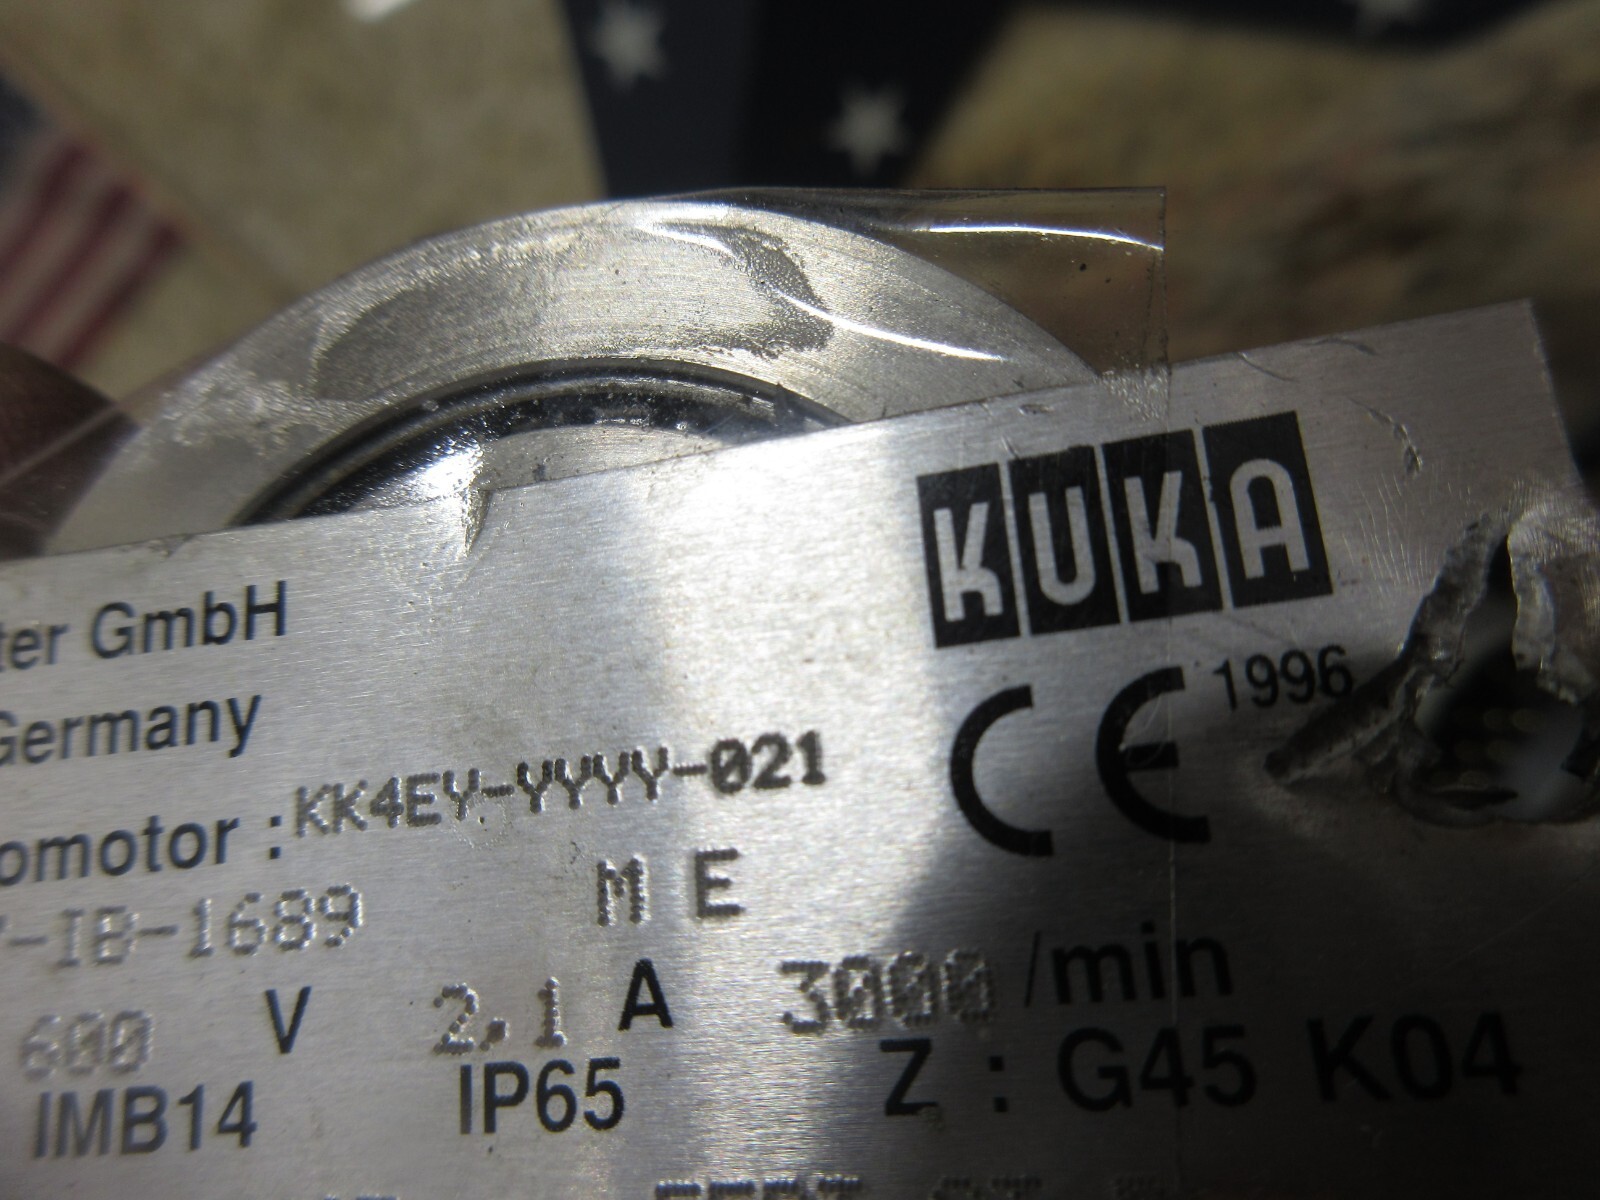 KUKA
ter GmbH
Germany
CE 1996
omotor : KK4EY-YYYY-021
-IB-1689 M E
600 V 2.1 A 3000 /min
IMB14 IP65 Z : G45 K04